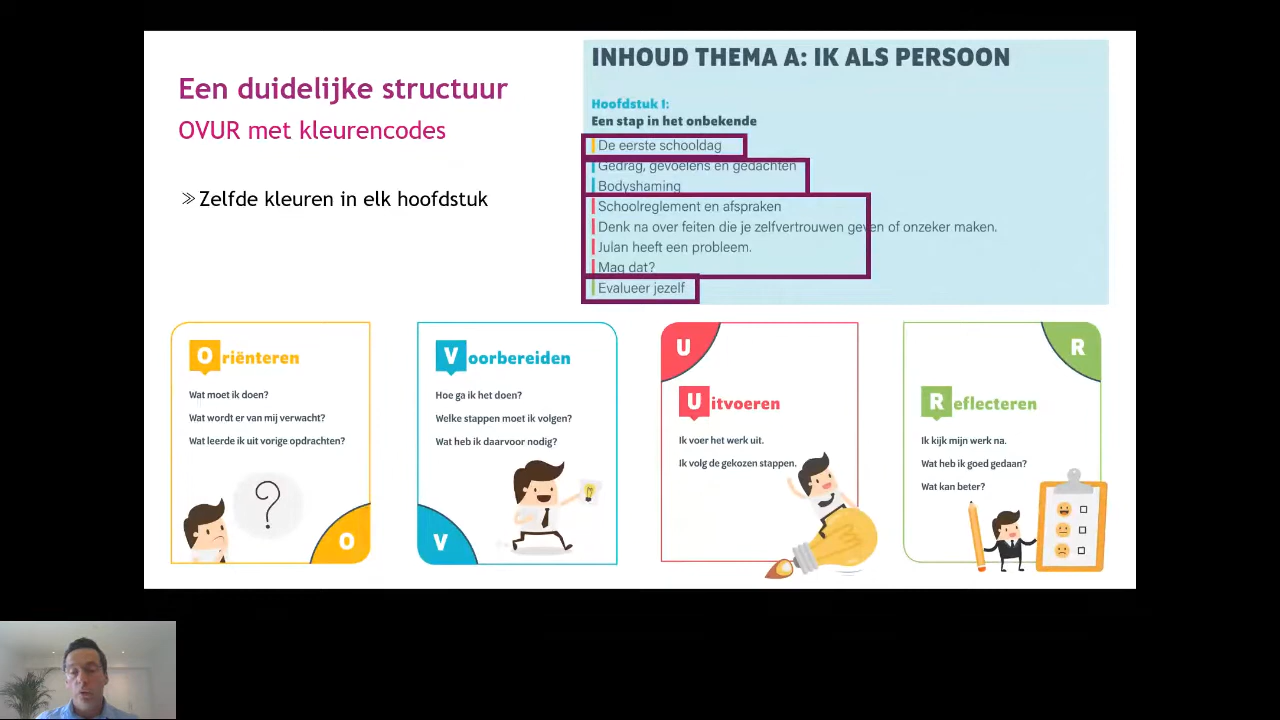 Een duidelijke structuur
OVUR met kleurencodes
Zelfde kleuren in elk hoofdstuk
INHOUD THEMA A: IK ALS PERSOON
Hoofdstuk 1:
Een stap in het onbekende
De eerste schooldag
Gedrag, gevoelens en gedachten
Bodyshaming
Schoolreglement en afspraken
Denk na over feiten die je zelfvertrouwen geven of onzeker maken.
Julan heeft een probleem.
Mag dat?
Evalueer jezelf
Oriënteren
Wat moet ik doen?
Wat wordt er van mij verwacht?
Wat leerde ik uit vorige opdrachten?
?
O
Voorbereiden
Hoe ga ik het doen?
Welke stappen moet ik volgen?
Wat heb ik daarvoor nodig?
V
U
Uitvoeren
Ik voer het werk uit.
Ik volg de gekozen stappen.
R
Reflecteren
Ik kijk mijn werk na.
Wat heb ik goed gedaan?
Wat kan beter?